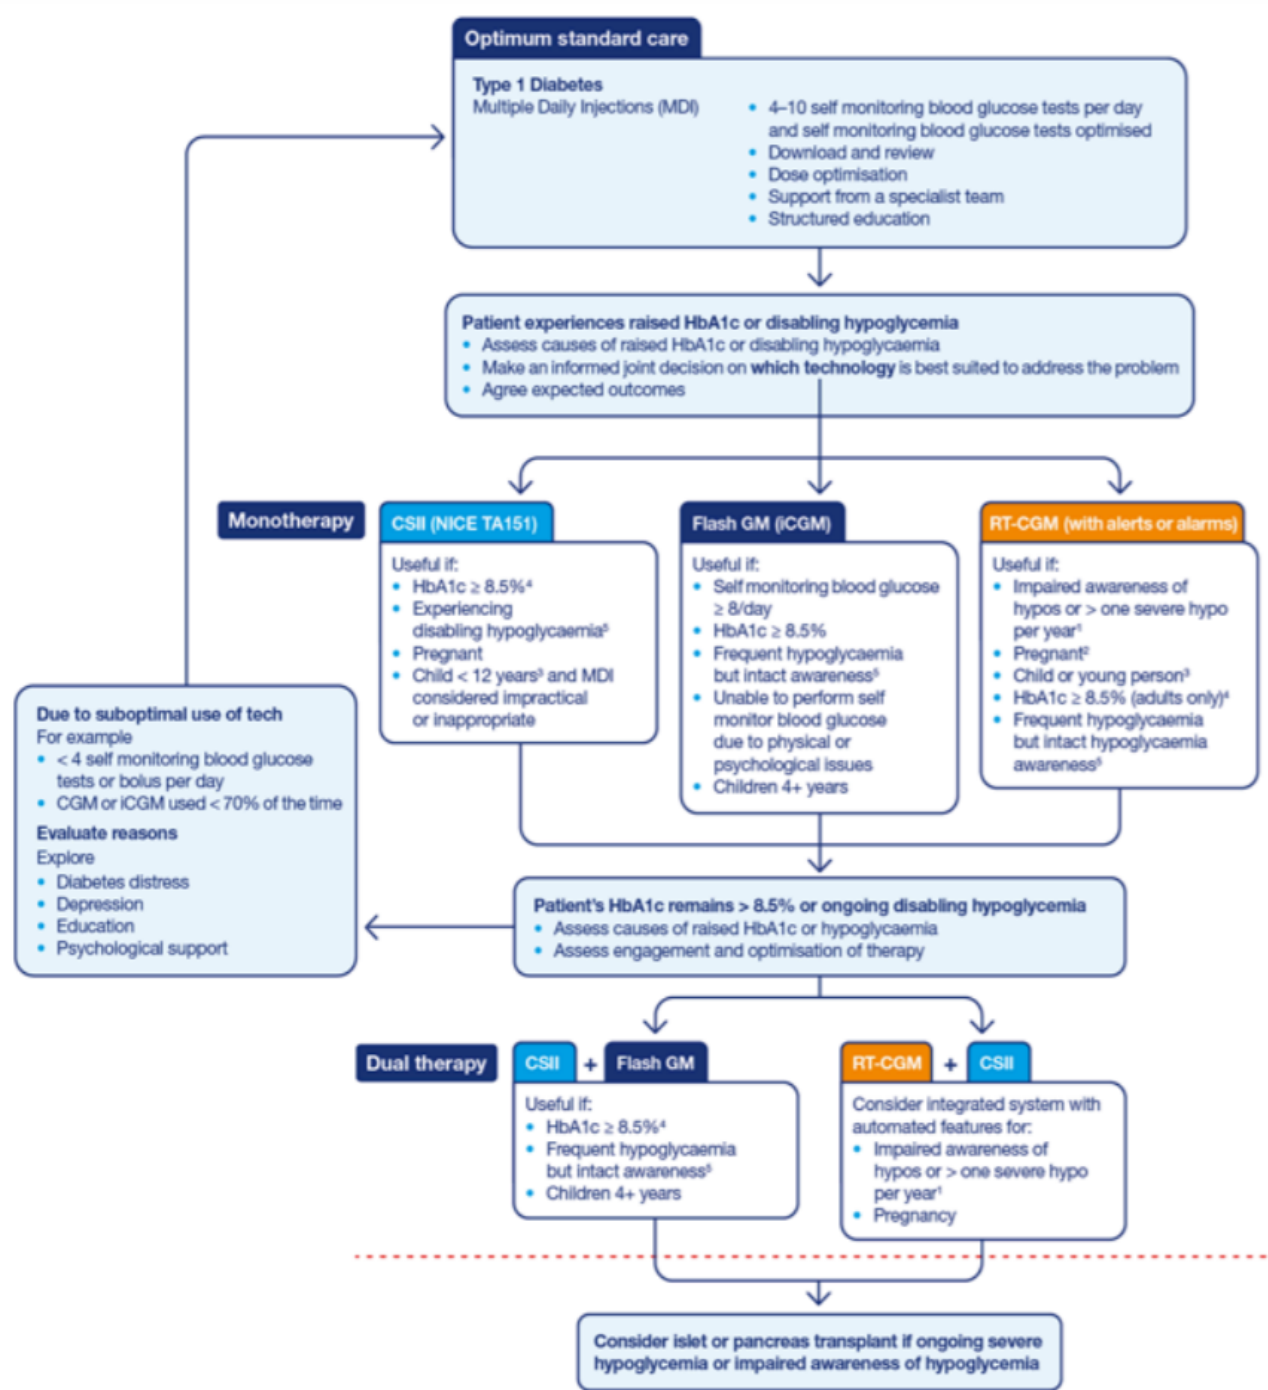 Optimum standard care
Type 1 Diabetes
Multiple Daily Injections (MDI)
• 4–10 self monitoring blood glucose tests per day
and self monitoring blood glucose tests optimised
• Download and review
• Dose optimisation
• Support from a specialist team
• Structured education
Patient experiences raised HbA1c or disabling hypoglycemia
• Assess causes of raised HbA1c or disabling hypoglycaemia
• Make an informed joint decision on which technology is best suited to address the problem
• Agree expected outcomes
Monotherapy
CSII (NICE TA151)
Useful if:
• HbA1c ≥ 8.5%⁴
• Experiencing
disabling hypoglycaemia⁵
• Pregnant
• Child < 12 years³ and MDI
considered impractical
or inappropriate
Flash GM (iCGM)
Useful if:
• Self monitoring blood glucose
≥ 8/day
• HbA1c ≥ 8.5%
• Frequent hypoglycaemia
but intact awareness⁵
• Unable to perform self
monitor blood glucose
due to physical or
psychological issues
• Children 4+ years
RT-CGM (with alerts or alarms)
Useful if:
• Impaired awareness of
hypos or > one severe hypo
per year¹
• Pregnant²
• Child or young person³
• HbA1c ≥ 8.5% (adults only)⁴
• Frequent hypoglycaemia
but intact hypoglycaemia
awareness⁵
Due to suboptimal use of tech
For example
• < 4 self monitoring blood glucose
tests or bolus per day
• CGM or iCGM used < 70% of the time
Evaluate reasons
Explore
• Diabetes distress
• Depression
• Education
• Psychological support
Patient's HbA1c remains > 8.5% or ongoing disabling hypoglycemia
• Assess causes of raised HbA1c or hypoglycaemia
• Assess engagement and optimisation of therapy
Dual therapy
CSII + Flash GM
Useful if:
• HbA1c ≥ 8.5%⁴
• Frequent hypoglycaemia
but intact awareness⁵
• Children 4+ years
RT-CGM + CSII
Consider integrated system with
automated features for:
• Impaired awareness of
hypos or > one severe hypo
per year¹
• Pregnancy
Consider islet or pancreas transplant if ongoing severe
hypoglycemia or impaired awareness of hypoglycemia